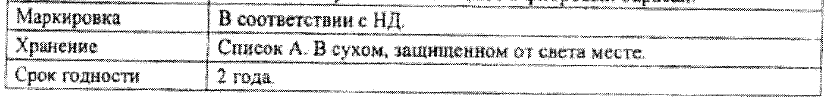 Маркировка В соответствии с НД.
Хранение Список А. В сухом, защищенном от света месте.
Срок годности 2 года.